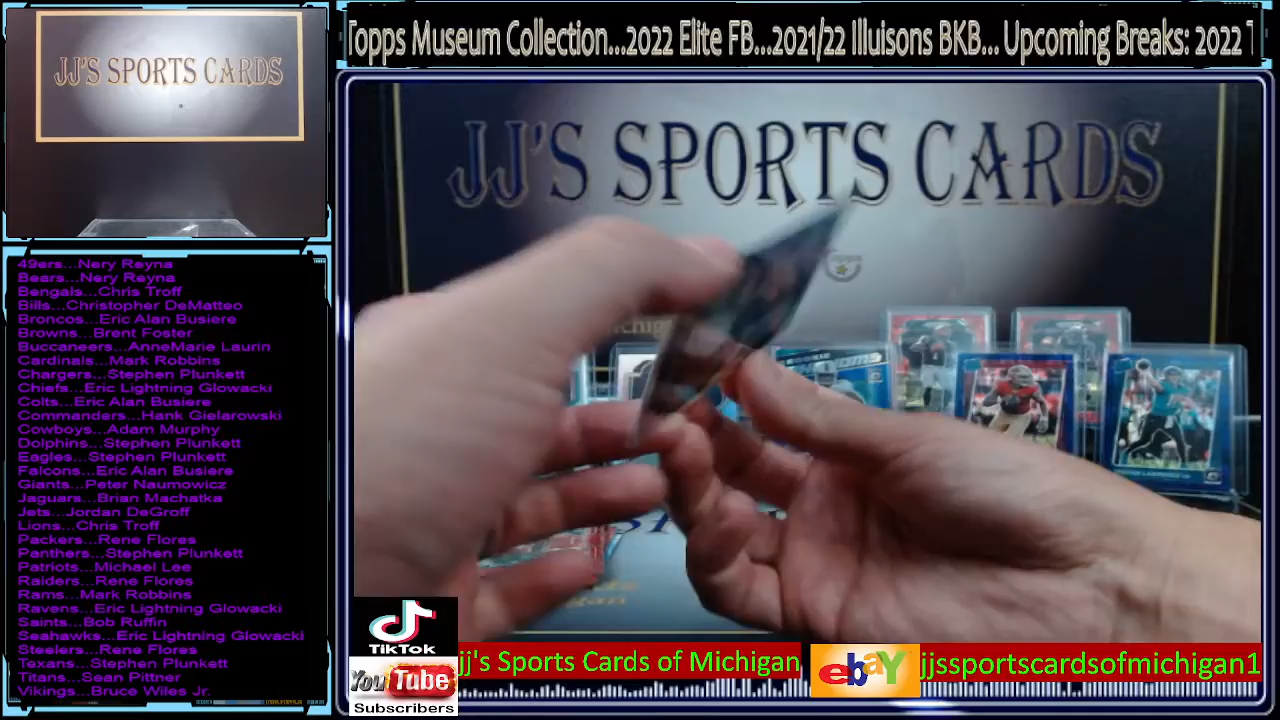 JJ'S SPORTS CARDS
Topps Museum Collection...2022 Elite FB...2021/22 Illuisons BKB... Upcoming Breaks: 2022 T
JJ'S SPORTS CARDS
49ers...Nery Reyna
Bears...Nery Reyna
Bengals...Chris Troff
Bills...Christopher DeMatteo
Broncos...Eric Alan Busiere
Browns...Brent Foster
Buccaneers...AnneMarie Laurin
Cardinals...Mark Robbins
Chargers...Stephen Plunkett
Chiefs...Eric Lightning Glowacki
Colts...Eric Alan Busiere
Commanders...Hank Gielarowski
Cowboys...Adam Murphy
Dolphins...Stephen Plunkett
Eagles...Stephen Plunkett
Falcons...Eric Alan Busiere
Giants...Peter Naumowicz
Jaguars...Brian Machatka
Jets...Jordan DeGroff
Lions...Chris Troff
Packers...Rene Flores
Panthers...Stephen Plunkett
Patriots...Michael Lee
Raiders...Rene Flores
Rams...Mark Robbins
Ravens...Eric Lightning Glowacki
Saints...Bob Ruffin
Seahawks...Eric Lightning Glowacki
Steelers...Rene Flores
Texans...Stephen Plunkett
Titans...Sean Pittner
Vikings...Bruce Wiles Jr.
ROOKIE
TikTok
YouTube
Subscribers
jj's Sports Cards of Michigan
ebaY
jjssportscardsofmichigan1